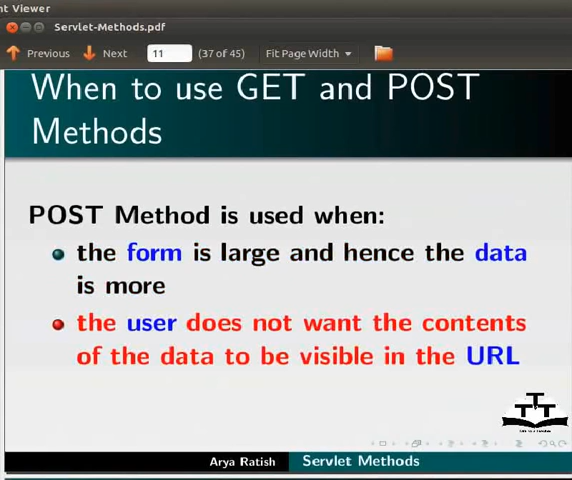 nt Viewer
Servlet-Methods.pdf
Previous Next 11 (37 of 45) Fit Page Width
When to use GET and POST
Methods
POST Method is used when:
the form is large and hence the data
is more
the user does not want the contents
of the data to be visible in the URL
TTT
Arya Ratish Servlet Methods